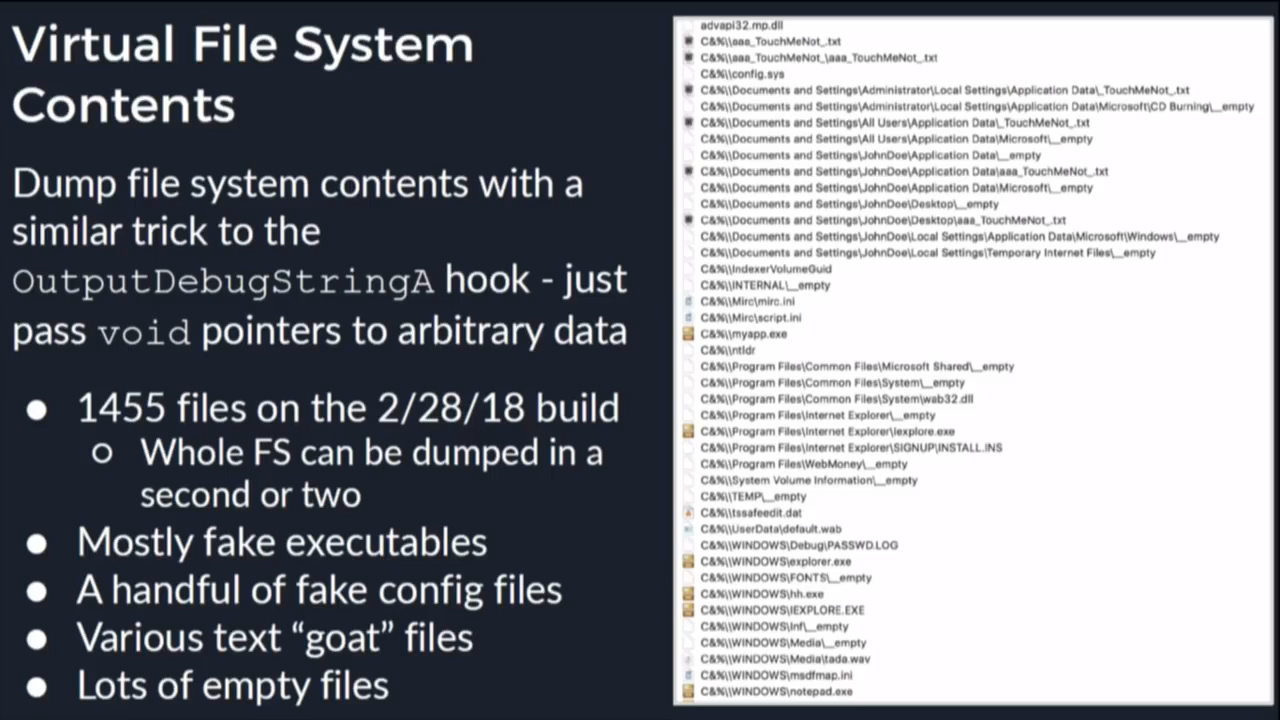 Virtual File System
Contents
Dump file system contents with a
similar trick to the
OutputDebugStringA hook - just
pass void pointers to arbitrary data
● 1455 files on the 2/28/18 build
○ Whole FS can be dumped in a
second or two
● Mostly fake executables
● A handful of fake config files
● Various text “goat” files
● Lots of empty files
advapi32.mp.dll
C&%\\aaa_TouchMeNot_.txt
C&%\\aaa_TouchMeNot_\aaa_TouchMeNot_.txt
C&%\\config.sys
C&%\\Documents and Settings\Administrator\Local Settings\Application Data\_TouchMeNot_.txt
C&%\\Documents and Settings\Administrator\Local Settings\Application Data\Microsoft\CD Burning\__empty
C&%\\Documents and Settings\All Users\Application Data\_TouchMeNot_.txt
C&%\\Documents and Settings\All Users\Application Data\Microsoft\__empty
C&%\\Documents and Settings\JohnDoe\Application Data\__empty
C&%\\Documents and Settings\JohnDoe\Application Data\aaa_TouchMeNot_.txt
C&%\\Documents and Settings\JohnDoe\Application Data\Microsoft\__empty
C&%\\Documents and Settings\JohnDoe\Desktop\__empty
C&%\\Documents and Settings\JohnDoe\Desktop\aaa_TouchMeNot_.txt
C&%\\Documents and Settings\JohnDoe\Local Settings\Application Data\Microsoft\Windows\__empty
C&%\\Documents and Settings\JohnDoe\Local Settings\Temporary Internet Files\__empty
C&%\\IndexerVolumeGuid
C&%\\INTERNAL\__empty
C&%\\Mirc\mirc.ini
C&%\\Mirc\script.ini
C&%\\myapp.exe
C&%\\ntldr
C&%\\Program Files\Common Files\Microsoft Shared\__empty
C&%\\Program Files\Common Files\System\__empty
C&%\\Program Files\Common Files\System\wab32.dll
C&%\\Program Files\Internet Explorer\__empty
C&%\\Program Files\Internet Explorer\iexplore.exe
C&%\\Program Files\Internet Explorer\SIGNUP\INSTALL.INS
C&%\\Program Files\WebMoney\__empty
C&%\\System Volume Information\__empty
C&%\\TEMP\__empty
C&%\\tssafeedit.dat
C&%\\UserData\default.wab
C&%\\WINDOWS\Debug\PASSWD.LOG
C&%\\WINDOWS\explorer.exe
C&%\\WINDOWS\FONTS\__empty
C&%\\WINDOWS\hh.exe
C&%\\WINDOWS\IEXPLORE.EXE
C&%\\WINDOWS\Inf\__empty
C&%\\WINDOWS\Media\__empty
C&%\\WINDOWS\Media\tada.wav
C&%\\WINDOWS\msdfmap.ini
C&%\\WINDOWS\notepad.exe